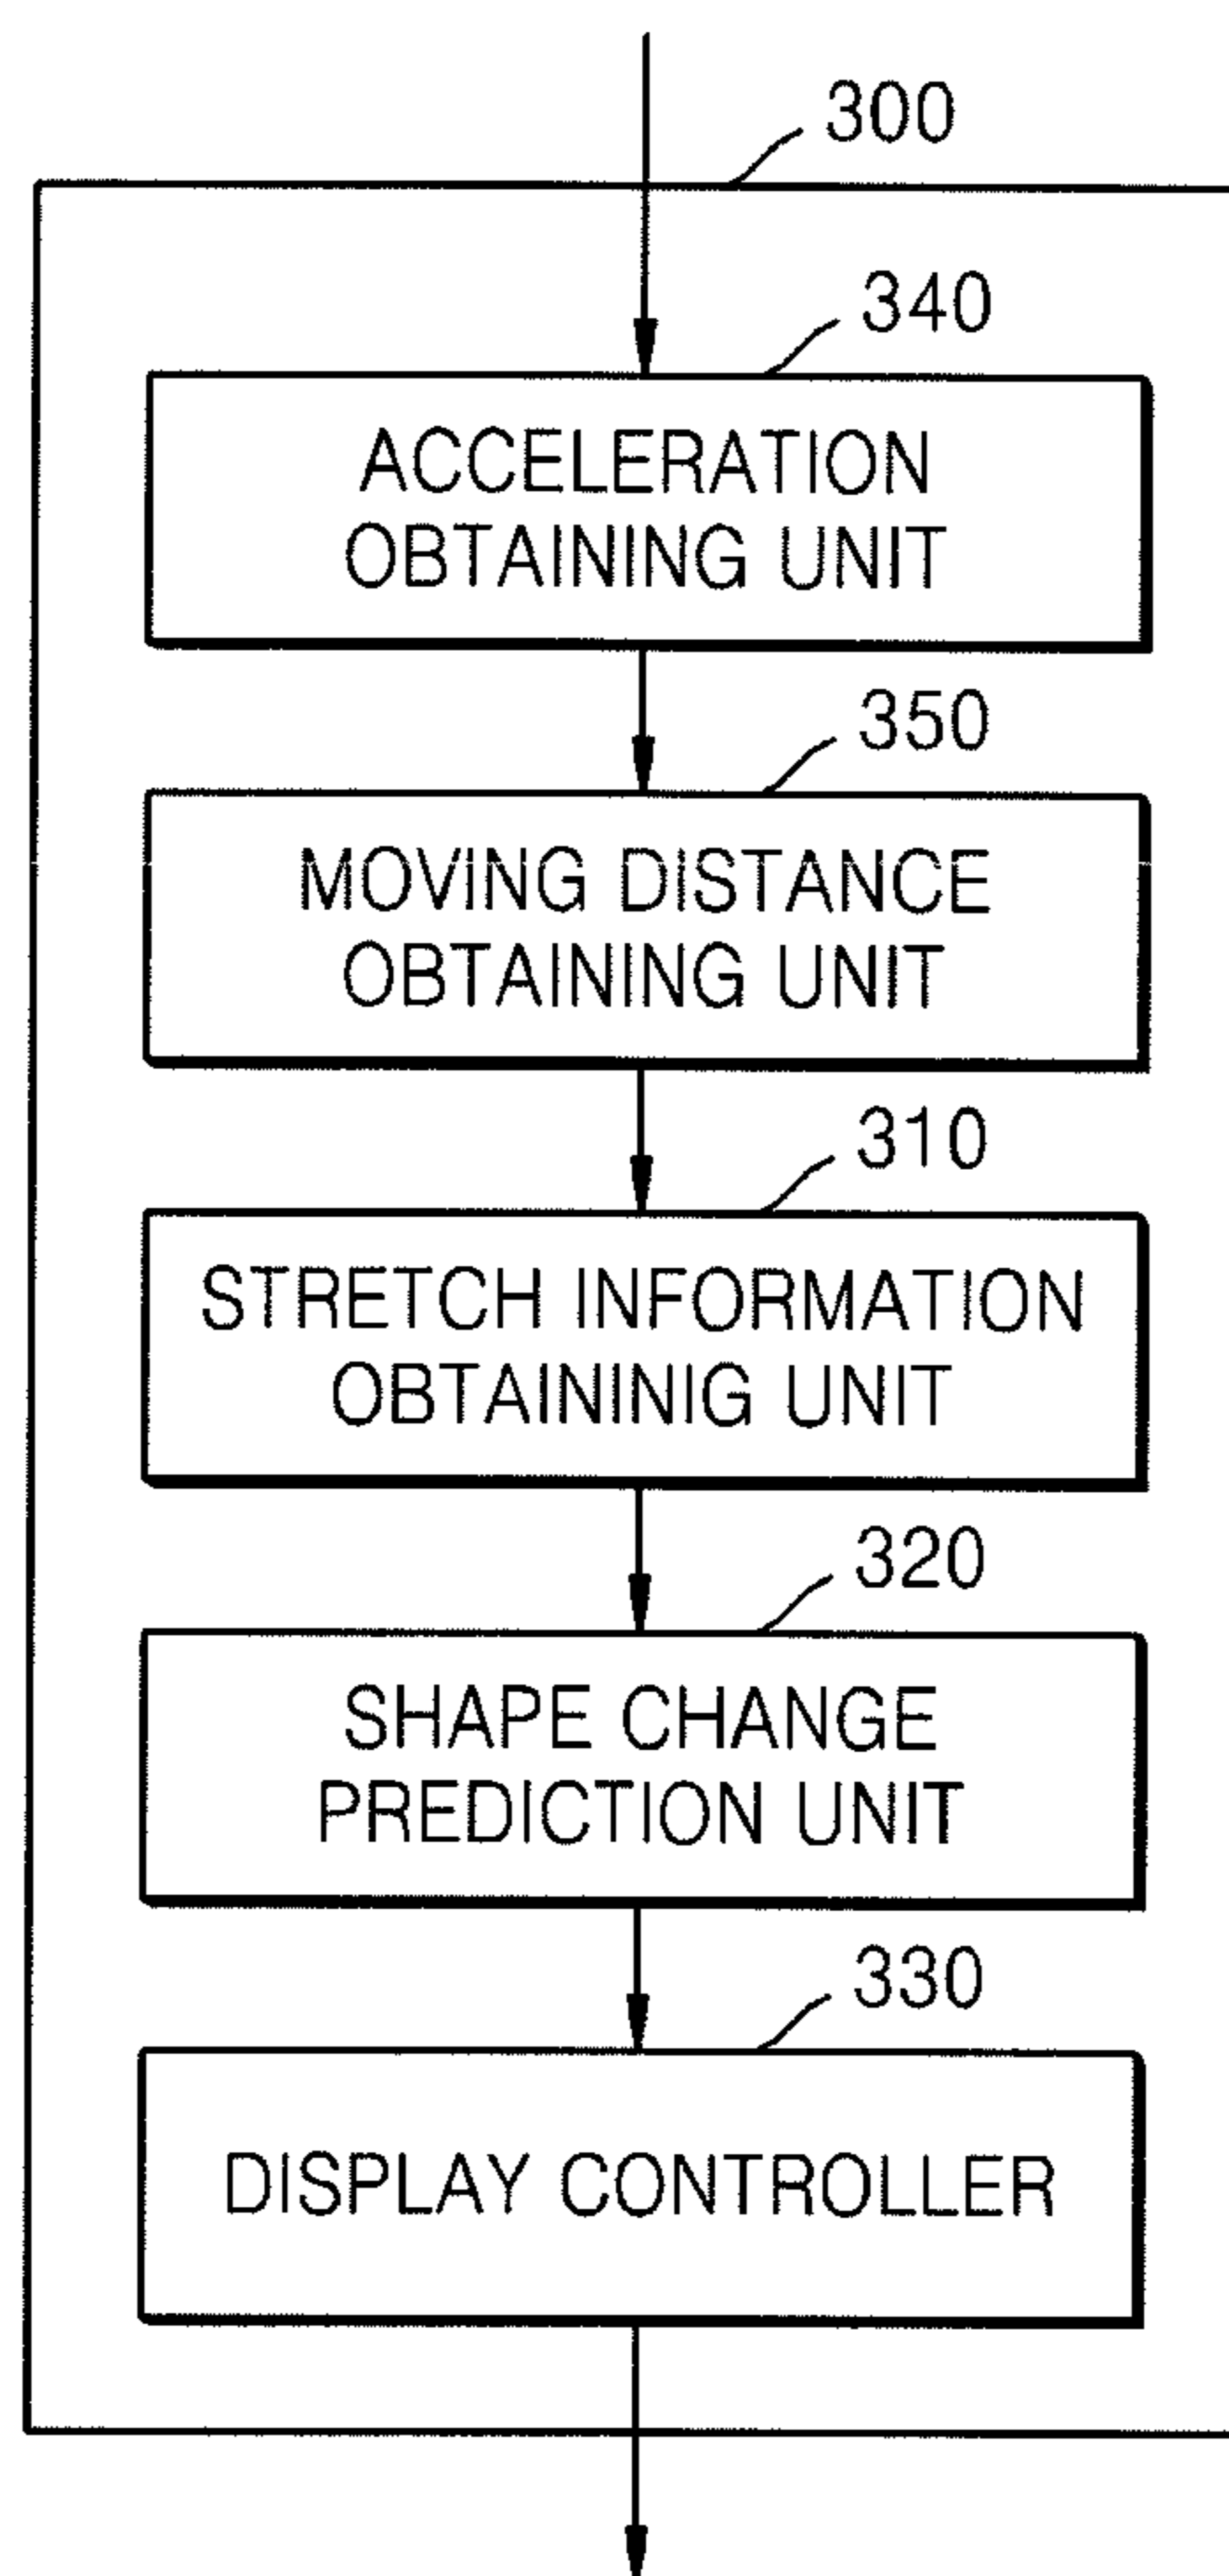 300
340
ACCELERATION
OBTAINING UNIT
350
MOVING DISTANCE
OBTAINING UNIT
310
STRETCH INFORMATION
OBTAININIG UNIT
320
SHAPE CHANGE
PREDICTION UNIT
330
DISPLAY CONTROLLER